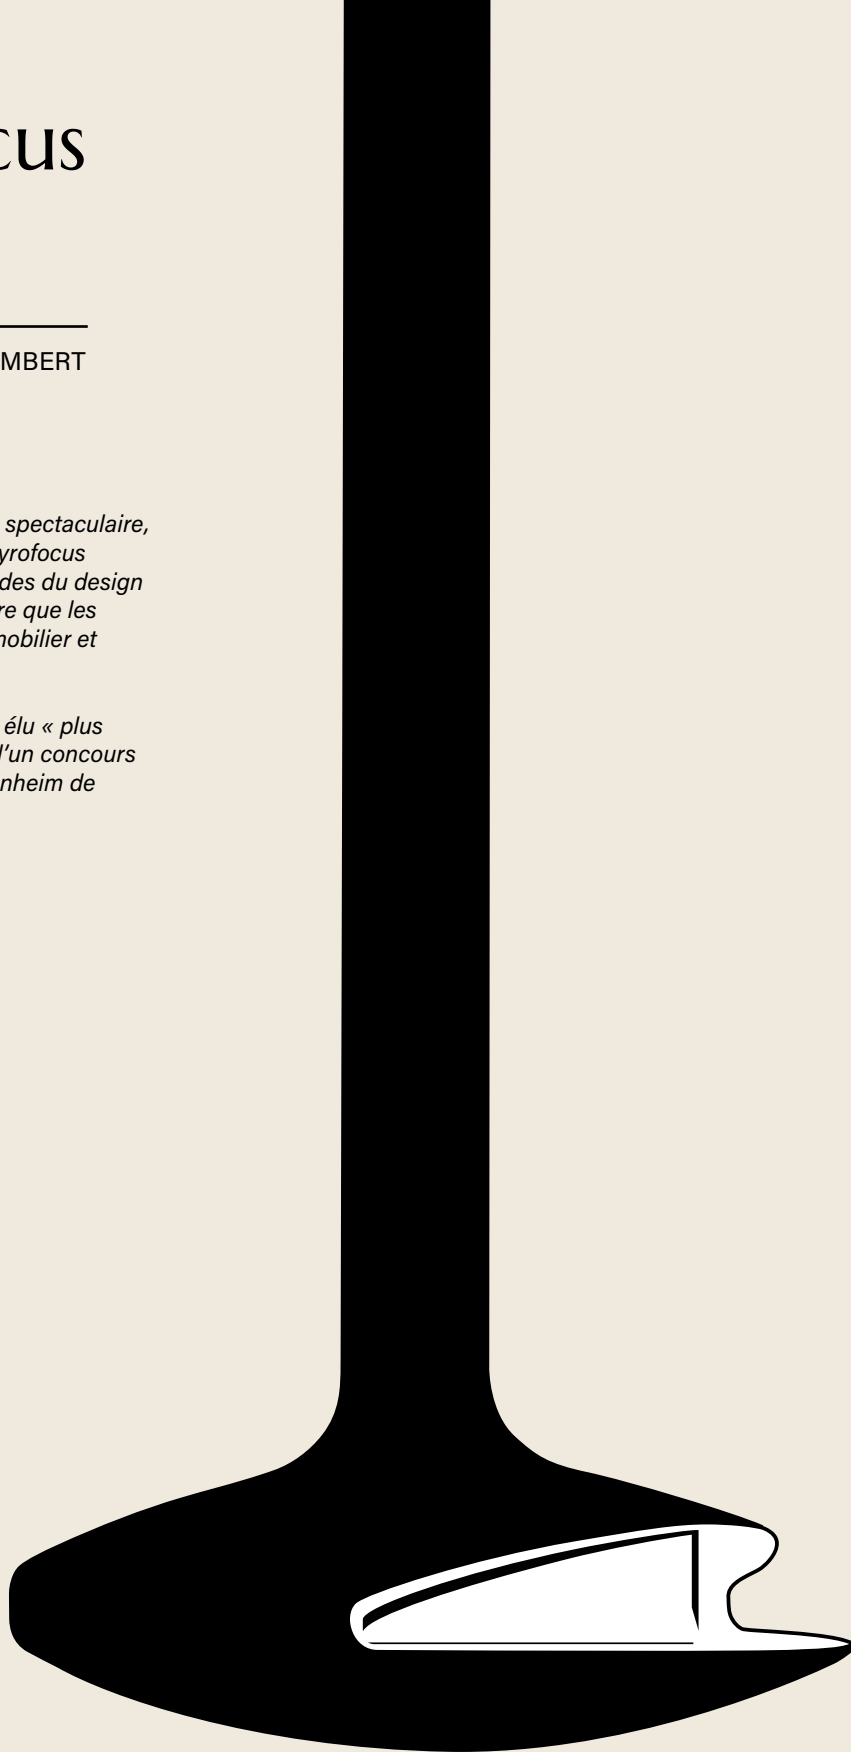 cus
MBERT
spectaculaire,
yrofocus
des du design
re que les
mobilier et
élu « plus
l’un concours
nheim de